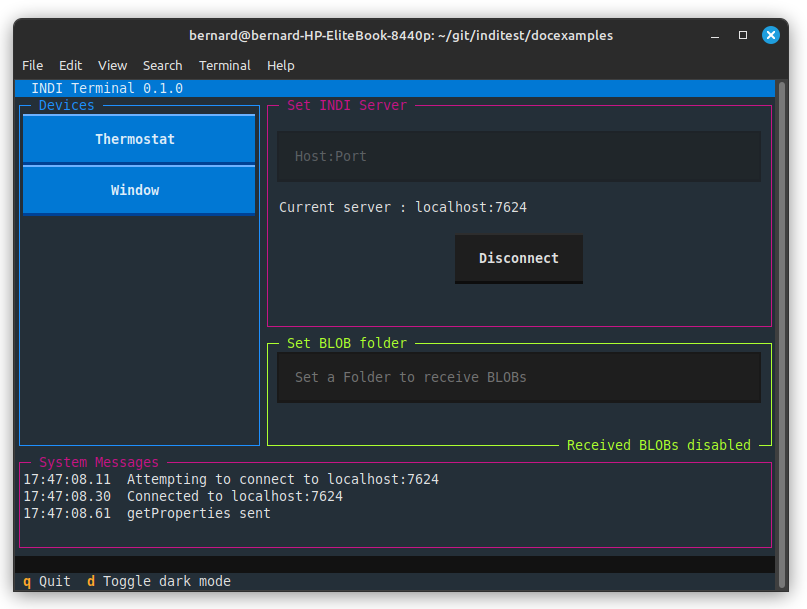 bernard@bernard-HP-EliteBook-8440p: ~/git/inditest/docexamples
File Edit View Search Terminal Help
INDI Terminal 0.1.0
Devices
Thermostat
Window
Set INDI Server
Host:Port
Current server : localhost:7624
Disconnect
Set BLOB folder
Set a Folder to receive BLOBs
Received BLOBs disabled
System Messages
17:47:08.11 Attempting to connect to localhost:7624
17:47:08.30 Connected to localhost:7624
17:47:08.61 getProperties sent
q Quit d Toggle dark mode